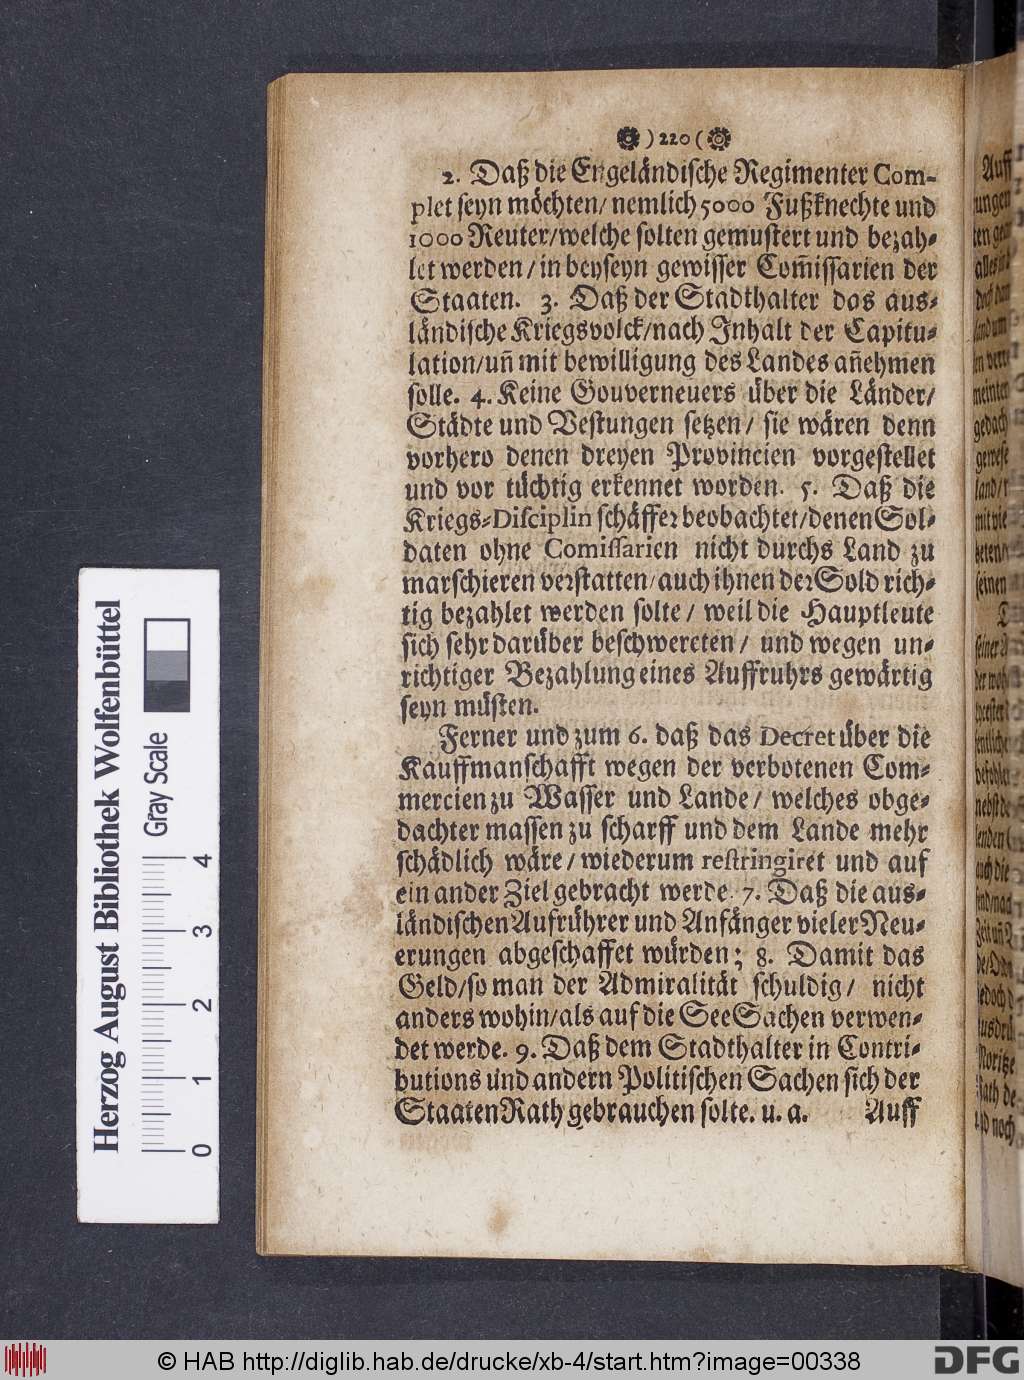 ) 220 (
2. Daß die Engeländische Regimenter Com-
plet seyn möchten/ nemlich 5000 Fußknechte und
1000 Reuter/welche solten gemustert und bezah-
let werden/ in beyseyn gewisser Com̃issarien der
Staaten. 3. Daß der Stadthalter das aus-
ländische Kriegsvolck/nach Inhalt der Capitu-
lation/uñ mit bewilligung des Landes añehmen
solle. 4. Keine Gouverneuers über die Länder/
Städte und Vestungen setzen/ sie wären denn
vorhero denen dreyen Provincien vorgestellet
und vor tüchtig erkennet worden. 5. Daß die
Kriegs-Disciplin schäffer beobachtet/denen Sol-
daten ohne Comissarien nicht durchs Land zu
marschieren verstatten/auch ihnen der Sold rich-
tig bezahlet werden solte/ weil die Hauptleute
sich sehr darüber beschwereten/ und wegen un-
richtiger Bezahlung eines Auffruhrs gewärtig
seyn müsten.
Ferner und zum 6. daß das Decret über die
Kauffmanschafft wegen der verbotenen Com-
mercien zu Wasser und Lande/ welches obge-
dachter massen zu scharff und dem Lande mehr
schädlich wäre/ wiederum restringiret und auf
ein ander Ziel gebracht werde. 7. Daß die aus-
ländischen Aufrührer und Anfänger vieler Neu-
erungen abgeschaffet würden; 8. Damit das
Geld/so man der Admiralität schuldig/ nicht
anders wohin/als auf die See Sachen verwen-
det werde. 9. Daß dem Stadthalter in Contri-
butions und andern Politischen Sachen sich der
Staaten Rath gebrauchen solte. u. a. Auff
Herzog August Bibliothek Wolfenbüttel
Gray Scale
0 1 2 3 4
© HAB http://diglib.hab.de/drucke/xb-4/start.htm?image=00338
DFG